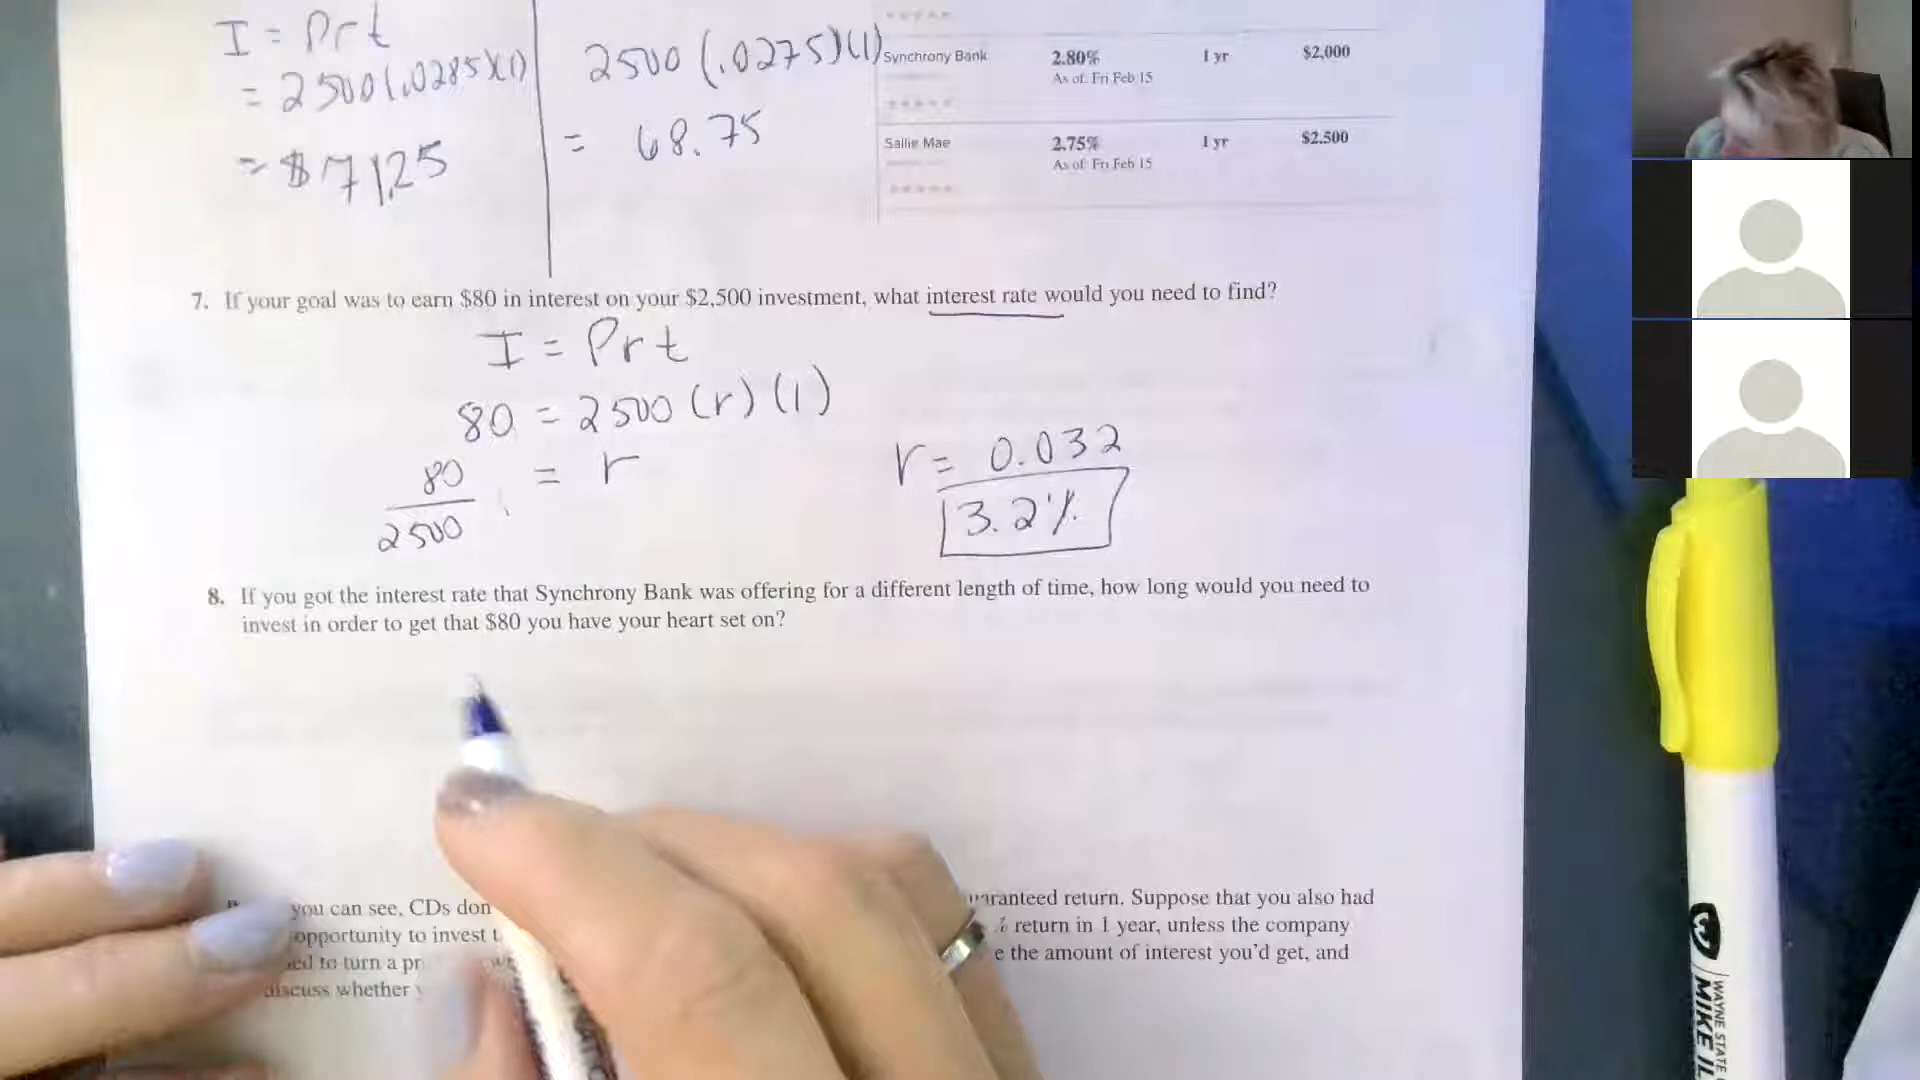 I = Prt
= 2500(.0285)(1)
= $71.25
2500 (.0275)(1)
= 68.75
Synchrony Bank 2.80% 1 yr $2,000
As of: Fri Feb 15
Sallie Mae 2.75% 1 yr $2,500
As of: Fri Feb 15
7. If your goal was to earn $80 in interest on your $2,500 investment, what interest rate would you need to find?
I = Prt
80 = 2500 (r) (1)
80
2500
= r
r = 0.032
3.2%
8. If you got the interest rate that Synchrony Bank was offering for a different length of time, how long would you need to
invest in order to get that $80 you have your heart set on?
you can see, CDs don
guaranteed return. Suppose that you also had
opportunity to invest
return in 1 year, unless the company
to turn a
the amount of interest you'd get, and
discuss whether
WAYNE STATE
MIKE IL